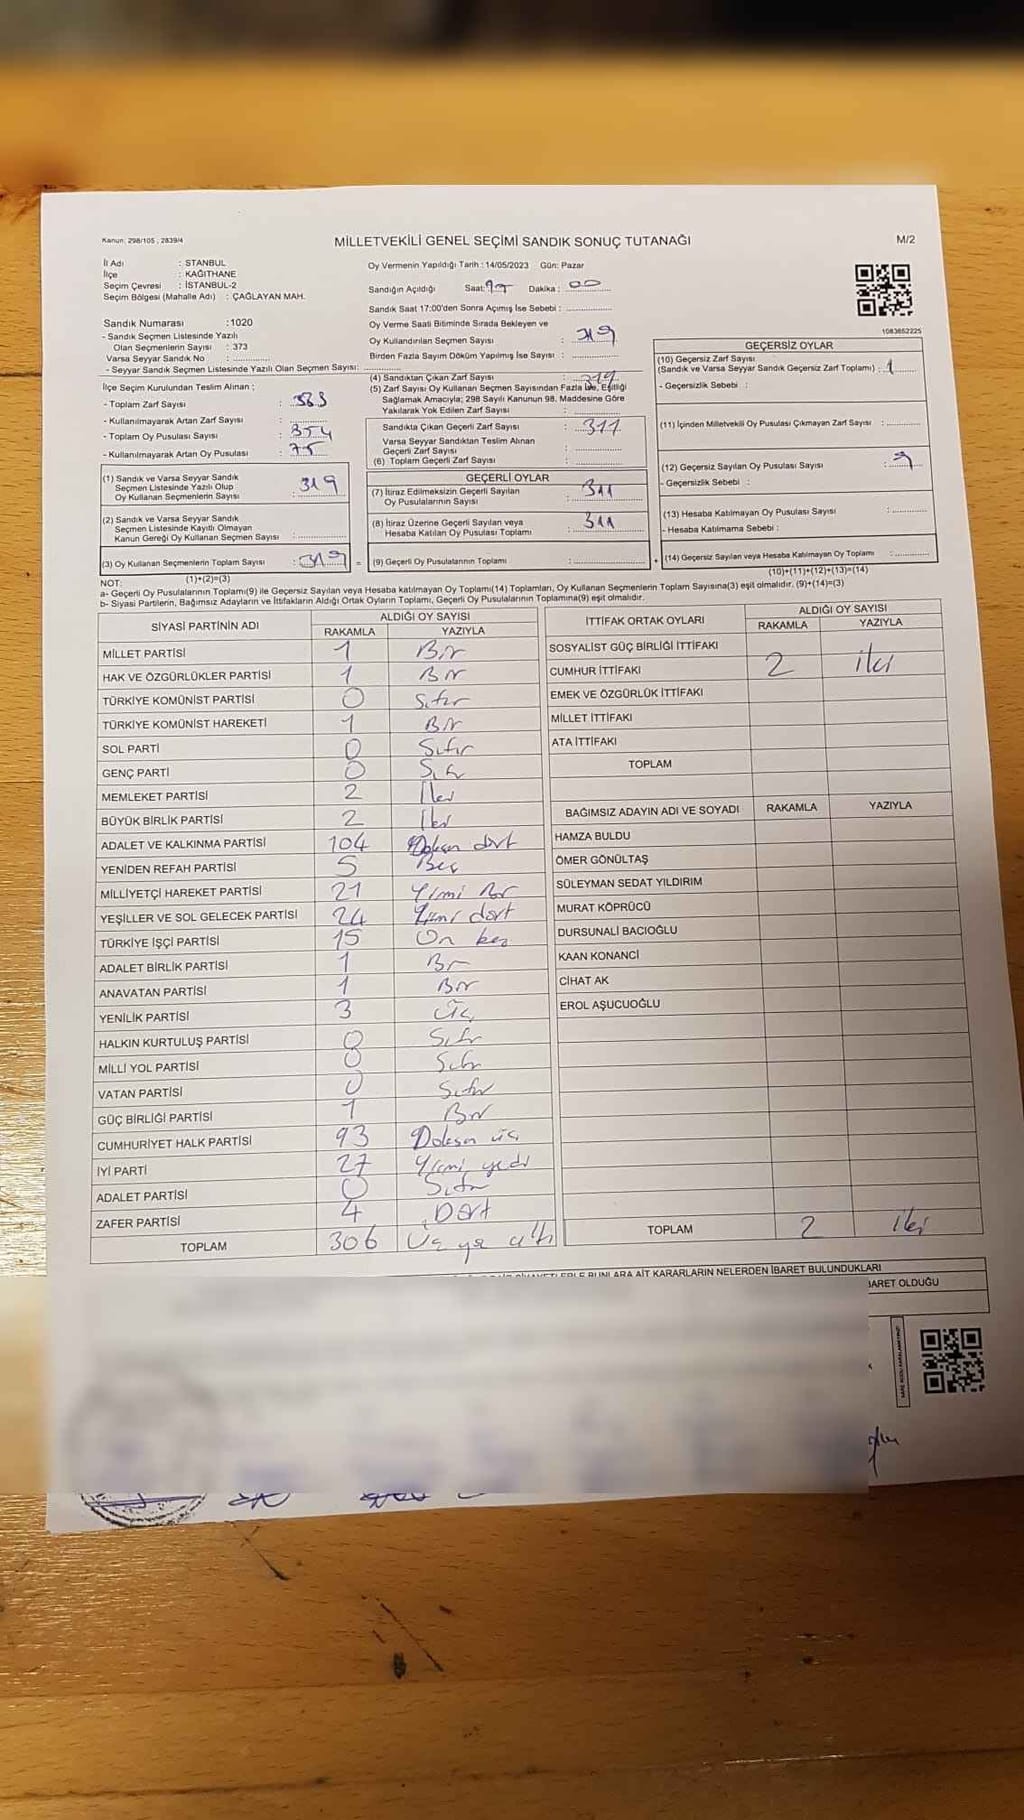 Kanun: 298/105 , 2839/4
MİLLETVEKİLİ GENEL SEÇİMİ SANDIK SONUÇ TUTANAĞI
M/2
İl Adı : İSTANBUL
İlçe : KAĞITHANE
Seçim Çevresi : İSTANBUL-2
Seçim Bölgesi (Mahalle Adı) : ÇAĞLAYAN MAH.
Sandık Numarası :1020
- Sandık Seçmen Listesinde Yazılı
Olan Seçmenlerin Sayısı : 373
Varsa Seyyar Sandık No :
- Seyyar Sandık Seçmen Listesinde Yazılı Olan Seçmen Sayısı:
İlçe Seçim Kurulundan Teslim Alınan ;
- Toplam Zarf Sayısı :
- Kullanılmayarak Artan Zarf Sayısı :
- Toplam Oy Pusulası Sayısı :
- Kullanılmayarak Artan Oy Pusulası : 75
(1) Sandık ve Varsa Seyyar Sandık
Seçmen Listesinde Yazılı Olup
Oy Kullanan Seçmenlerin Sayısı : 319
(2) Sandık ve Varsa Seyyar Sandık
Seçmen Listesinde Kayıtlı Olmayan
Kanun Gereği Oy Kullanan Seçmen Sayısı :
(3) Oy Kullanan Seçmenlerin Toplam Sayısı : 319 =
(1)+(2)=(3)
Oy Vermenin Yapıldığı Tarih : 14/05/2023 Gün: Pazar
Sandığın Açıldığı Saat: Dakika : 00
Sandık Saat 17:00'den Sonra Açımış İse Sebebi :
Oy Verme Saati Bitiminde Sırada Bekleyen ve
Oy Kullandırılan Seçmen Sayısı : 319
Birden Fazla Sayım Döküm Yapılmış İse Sayısı :
(4) Sandıktan Çıkan Zarf Sayısı : 319
(5) Zarf Sayısı Oy Kullanan Seçmen Sayısından Fazla İse, Eşitliği
Sağlamak Amacıyla; 298 Sayılı Kanunun 98. Maddesine Göre
Yakılarak Yok Edilen Zarf Sayısı :
Sandıkta Çıkan Geçerli Zarf Sayısı : 311
Varsa Seyyar Sandıktan Teslim Alınan
Geçerli Zarf Sayısı :
(6) Toplam Geçerli Zarf Sayısı :
GEÇERLİ OYLAR
(7) İtiraz Edilmeksizin Geçerli Sayılan
Oy Pusulalarının Sayısı : 311
(8) İtiraz Üzerine Geçerli Sayılan veya
Hesaba Katılan Oy Pusulası Toplamı : 311
(9) Geçerli Oy Pusulalarının Toplamı : +
1083652225
GEÇERSİZ OYLAR
(10) Geçersiz Zarf Sayısı
(Sandık ve Varsa Seyyar Sandık Geçersiz Zarf Toplamı) : 1
- Geçersizlik Sebebi :
(11) İçinden Milletvekili Oy Pusulası Çıkmayan Zarf Sayısı :
(12) Geçersiz Sayılan Oy Pusulası Sayısı :
- Geçersizlik Sebebi :
(13) Hesaba Katılmayan Oy Pusulası Sayısı :
- Hesaba Katılmama Sebebi :
(14) Geçersiz Sayılan veya Hesaba Katılmayan Oy Toplamı :
(10)+(11)+(12)+(13)=(14)
NOT:
a- Geçerli Oy Pusulalarının Toplamı(9) ile Geçersiz Sayılan veya Hesaba katılmayan Oy Toplamı(14) Toplamları, Oy Kullanan Seçmenlerin Toplam Sayısına(3) eşit olmalıdır. (9)+(14)=(3)
b- Siyasi Partilerin, Bağımsız Adayların ve İttifakların Aldığı Ortak Oyların Toplamı, Geçerli Oy Pusulalarının Toplamına(9) eşit olmalıdır.
SİYASİ PARTİNİN ADI ALDIĞI OY SAYISI
RAKAMLA YAZIYLA
MİLLET PARTİSİ 1 Bir
HAK VE ÖZGÜRLÜKLER PARTİSİ 1 Bir
TÜRKİYE KOMÜNİST PARTİSİ 0 Sıfır
TÜRKİYE KOMÜNİST HAREKETİ 1 Bir
SOL PARTİ 0 Sıfır
GENÇ PARTİ 0 Sıfır
MEMLEKET PARTİSİ 2 İki
BÜYÜK BİRLİK PARTİSİ 2 İki
ADALET VE KALKINMA PARTİSİ 104 Doksan dört
YENİDEN REFAH PARTİSİ 5 Beş
MİLLİYETÇİ HAREKET PARTİSİ 21 Yirmi Bir
YEŞİLLER VE SOL GELECEK PARTİSİ 24 Yirmi dört
TÜRKİYE İŞÇİ PARTİSİ 15 On beş
ADALET BİRLİK PARTİSİ 1 Bir
ANAVATAN PARTİSİ 1 Bir
YENİLİK PARTİSİ 3 Üç
HALKIN KURTULUŞ PARTİSİ 0 Sıfır
MİLLİ YOL PARTİSİ 0 Sıfır
VATAN PARTİSİ 0 Sıfır
GÜÇ BİRLİĞİ PARTİSİ 1 Bir
CUMHURİYET HALK PARTİSİ 93 Doksan üç
İYİ PARTİ 27 Yirmi yedi
ADALET PARTİSİ 0 Sıfır
ZAFER PARTİSİ 4 Dört
TOPLAM 306 Üç yüz altı
İTTİFAK ORTAK OYLARI ALDIĞI OY SAYISI
RAKAMLA YAZIYLA
SOSYALİST GÜÇ BİRLİĞİ İTTİFAKI
CUMHUR İTTİFAKI 2 iki
EMEK VE ÖZGÜRLÜK İTTİFAKI
MİLLET İTTİFAKI
ATA İTTİFAKI
TOPLAM
BAĞIMSIZ ADAYIN ADI VE SOYADI RAKAMLA YAZIYLA
HAMZA BULDU
ÖMER GÖNÜLTAŞ
SÜLEYMAN SEDAT YILDIRIM
MURAT KÖPRÜCÜ
DURSUNALİ BACIOĞLU
KAAN KONANCİ
CİHAT AK
EROL AŞUCUOĞLU
TOPLAM 2 iki
BUNLARA AİT KARARLARIN NELERDEN İBARET BULUNDUKLARI
BARET OLDUĞU